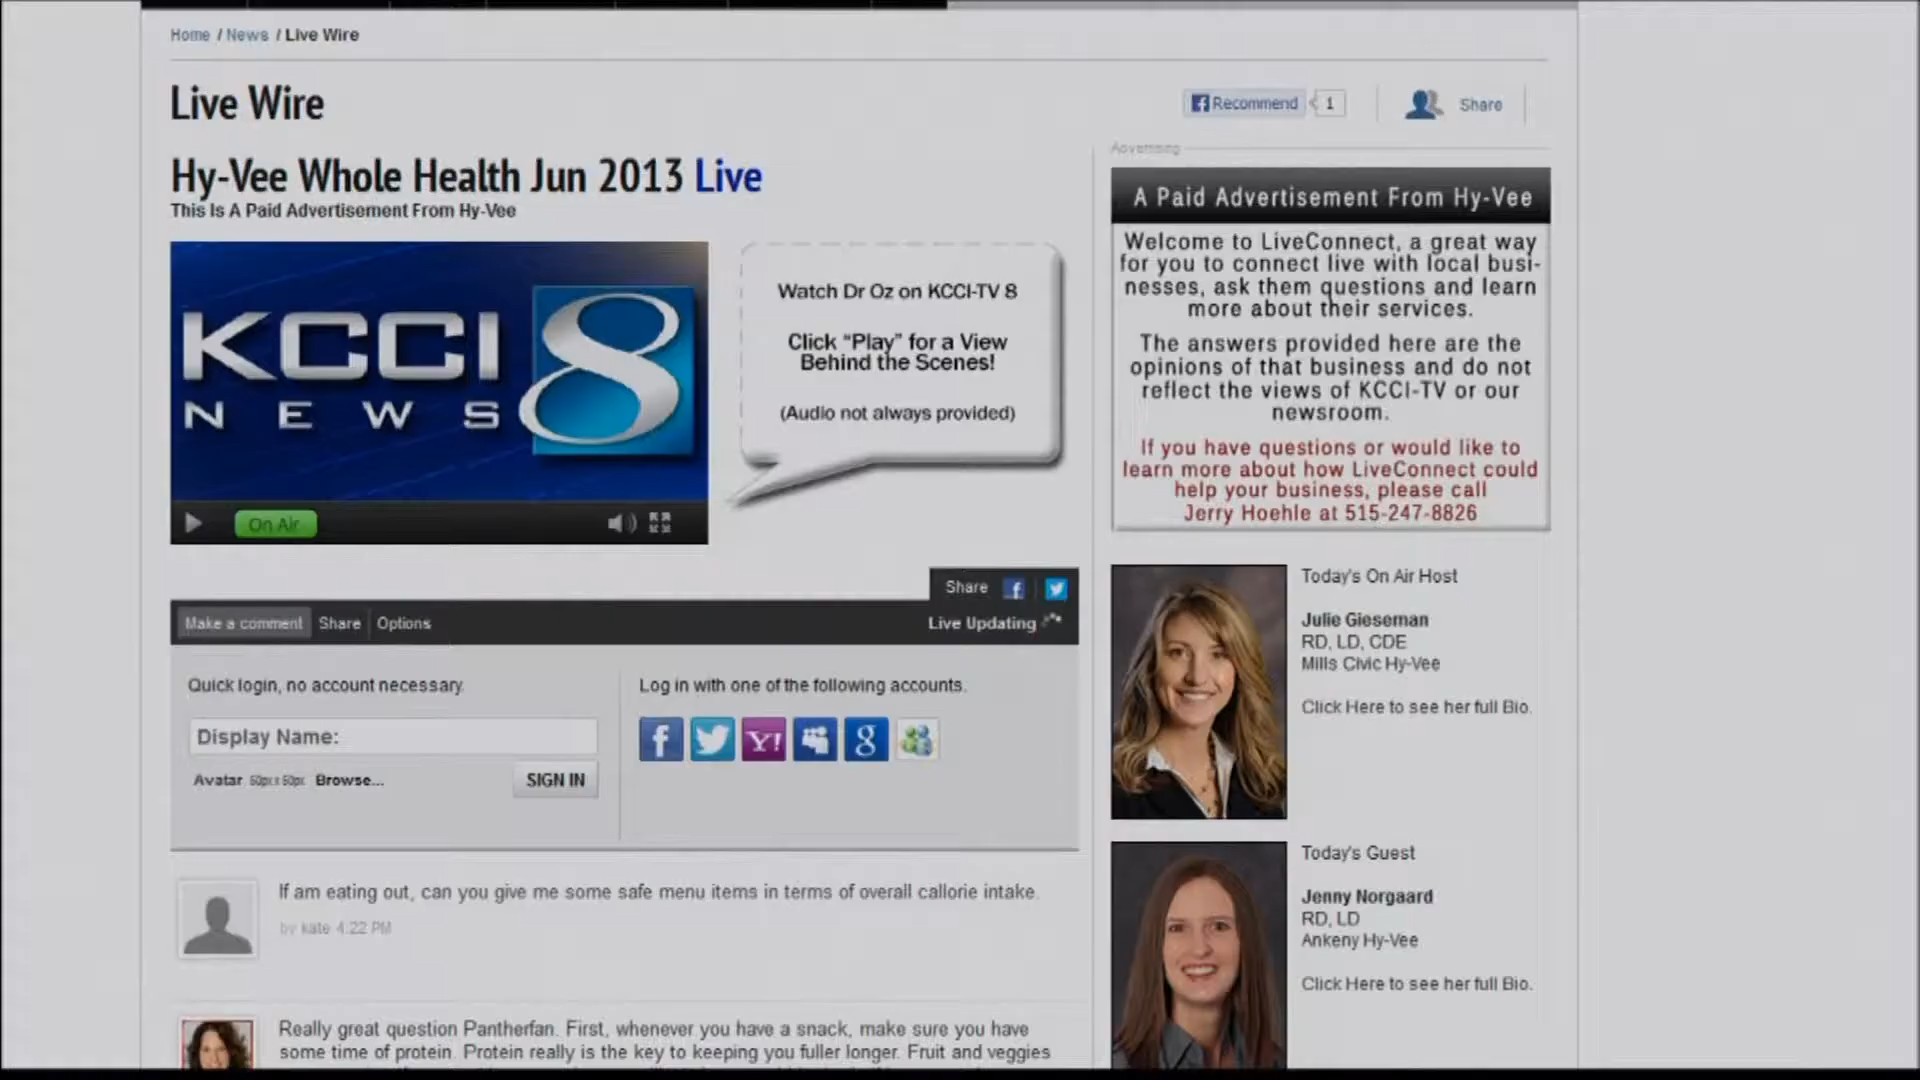 Home / News / Live Wire
Live Wire
Recommend
1
Share
Hy-Vee Whole Health Jun 2013 Live
This Is A Paid Advertisement From Hy-Vee
KCCI 8
NEWS
On Air
Watch Dr Oz on KCCI-TV 8
Click “Play” for a View
Behind the Scenes!
(Audio not always provided)
Advertising
A Paid Advertisement From Hy-Vee
Welcome to LiveConnect, a great way
for you to connect live with local busi-
nesses, ask them questions and learn
more about their services.
The answers provided here are the
opinions of that business and do not
reflect the views of KCCI-TV or our
newsroom.
If you have questions or would like to
learn more about how LiveConnect could
help your business, please call
Jerry Hoehle at 515-247-8826
Share
Make a comment
Share
Options
Live Updating
Quick login, no account necessary.
Display Name:
Avatar 50px x 50px Browse...
SIGN IN
Log in with one of the following accounts.
Y!
If am eating out, can you give me some safe menu items in terms of overall callorie intake.
by kate 4:22 PM
Really great question Pantherfan. First, whenever you have a snack, make sure you have
some time of protein. Protein really is the key to keeping you fuller longer. Fruit and veggies
Today's On Air Host
Julie Gieseman
RD, LD, CDE
Mills Civic Hy-Vee
Click Here to see her full Bio.
Today's Guest
Jenny Norgaard
RD, LD
Ankeny Hy-Vee
Click Here to see her full Bio.